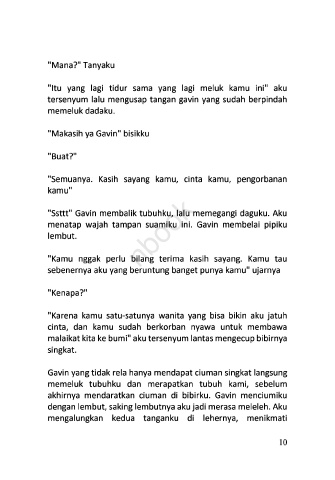 "Mana?" Tanyaku
"Itu yang lagi tidur sama yang lagi meluk kamu ini" aku
tersenyum lalu mengusap tangan gavin yang sudah berpindah
memeluk dadaku.
"Makasih ya Gavin" bisikku
"Buat?"
"Semuanya. Kasih sayang kamu, cinta kamu, pengorbanan
kamu"
"Ssttt" Gavin membalik tubuhku, lalu memegangi daguku. Aku
menatap wajah tampan suamiku ini. Gavin membelai pipiku
lembut.
"Kamu nggak perlu bilang terima kasih sayang. Kamu tau
sebenernya aku yang beruntung banget punya kamu" ujarnya
"Kenapa?"
"Karena kamu satu-satunya wanita yang bisa bikin aku jatuh
cinta, dan kamu sudah berkorban nyawa untuk membawa
malaikat kita ke bumi" aku tersenyum lantas mengecup bibirnya
singkat.
Gavin yang tidak rela hanya mendapat ciuman singkat langsung
memeluk tubuhku dan merapatkan tubuh kami, sebelum
akhirnya mendaratkan ciuman di bibirku. Gavin menciumiku
dengan lembut, saking lembutnya aku jadi merasa meleleh. Aku
mengalungkan kedua tanganku di lehernya, menikmati
10